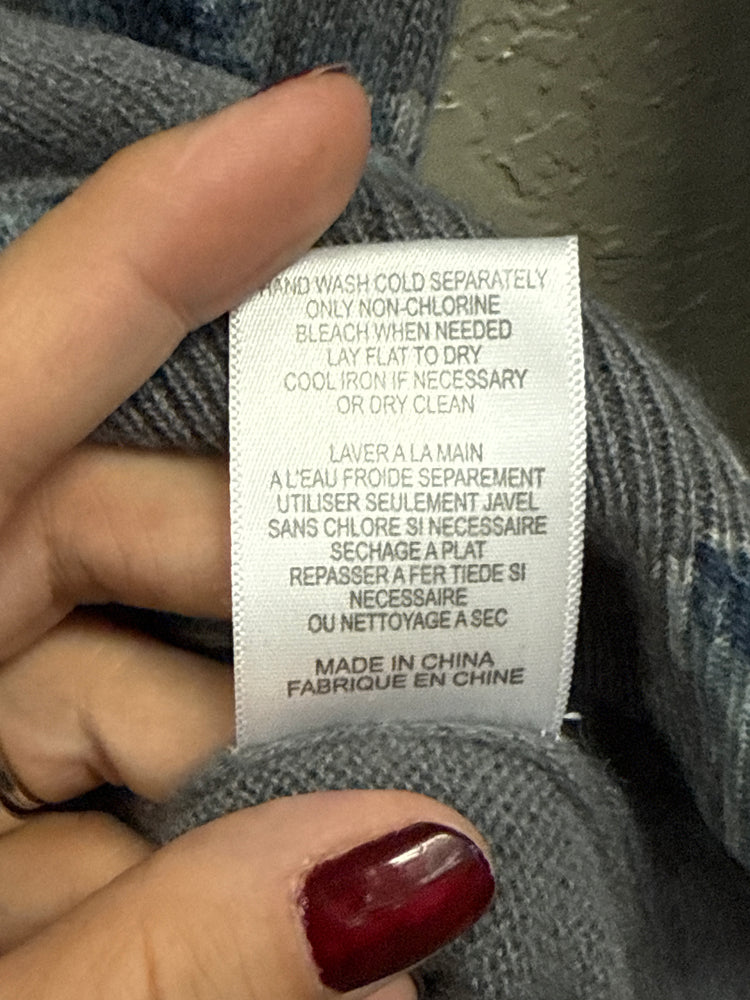 HAND WASH COLD SEPARATELY
ONLY NON-CHLORINE
BLEACH WHEN NEEDED
LAY FLAT TO DRY
COOL IRON IF NECESSARY
OR DRY CLEAN
LAVER A LA MAIN
A L'EAU FROIDE SEPAREMENT
UTILISER SEULEMENT JAVEL
SANS CHLORE SI NECESSAIRE
SECHAGE A PLAT
REPASSER A FER TIEDE SI
NECESSAIRE
OU NETTOYAGE A SEC
MADE IN CHINA
FABRIQUE EN CHINE